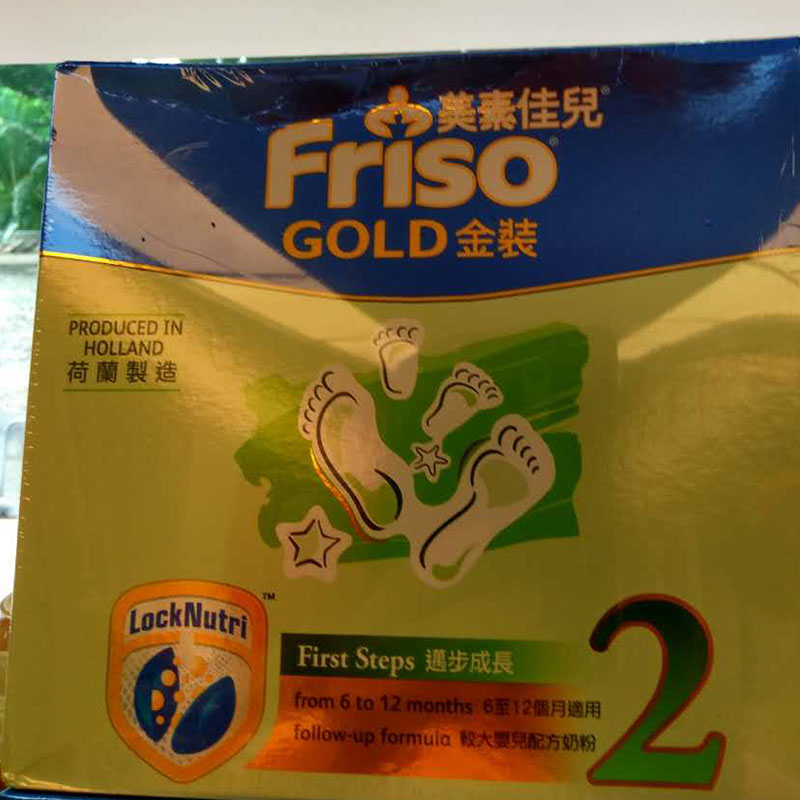 美素佳兒®
Friso®
GOLD 金裝
PRODUCED IN
HOLLAND
荷蘭製造
LockNutri™
First Steps 邁步成長
from 6 to 12 months 6至12個月適用
follow-up formula 較大嬰兒配方奶粉
2